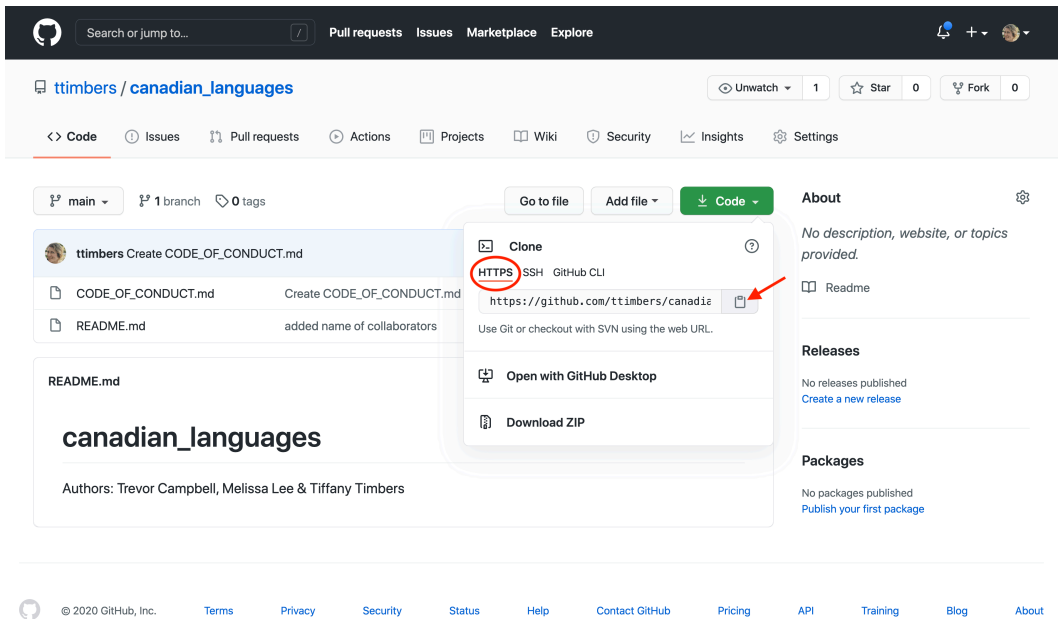 Search or jump to... / Pull requests Issues Marketplace Explore
ttimbers / canadian_languages Unwatch 1 Star 0 Fork 0
<> Code Issues Pull requests Actions Projects Wiki Security Insights Settings
main 1 branch 0 tags Go to file Add file Code
About
No description, website, or topics
provided.
Readme
ttimbers Create CODE_OF_CONDUCT.md
CODE_OF_CONDUCT.md Create CODE_OF_CONDUCT.md
README.md added name of collaborators
Clone ?
HTTPS SSH GitHub CLI
https://github.com/ttimbers/canadia
Use Git or checkout with SVN using the web URL.
Open with GitHub Desktop
Download ZIP
Releases
No releases published
Create a new release
README.md
canadian_languages
Authors: Trevor Campbell, Melissa Lee & Tiffany Timbers
Packages
No packages published
Publish your first package
© 2020 GitHub, Inc. Terms Privacy Security Status Help Contact GitHub Pricing API Training Blog About